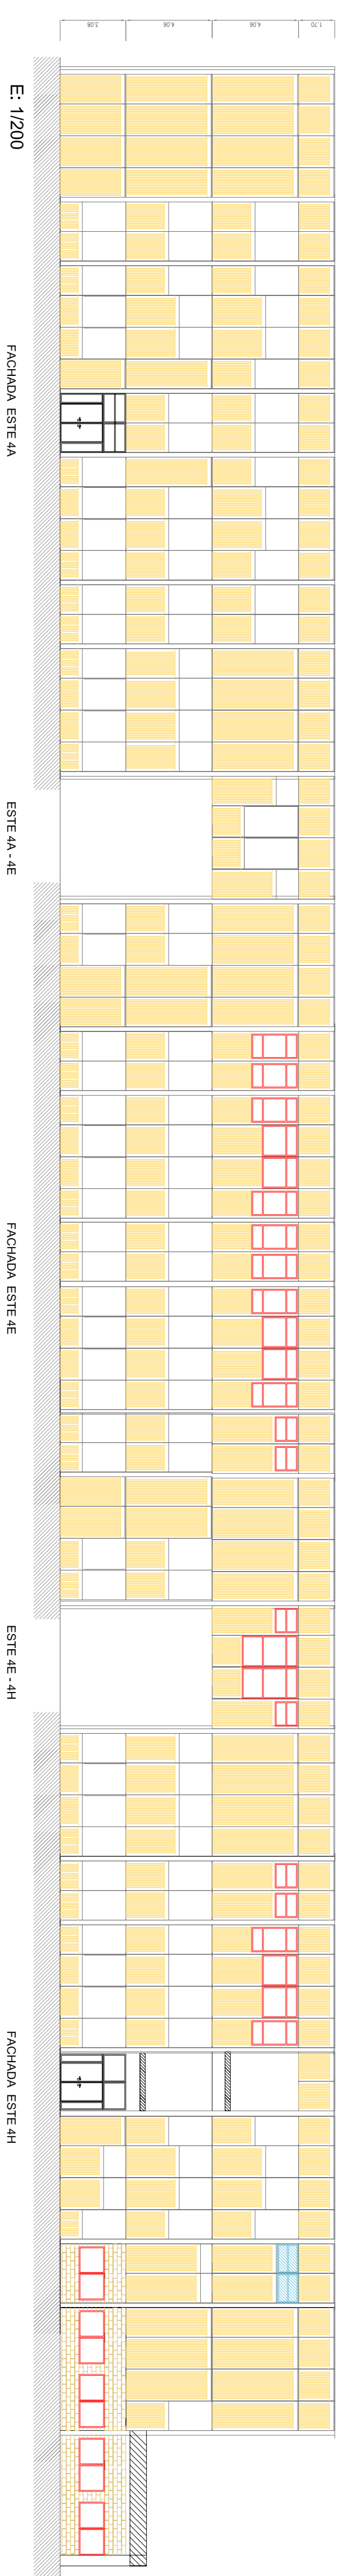 3.08
4.06
4.06
1.70
E: 1/200
FACHADA ESTE 4A
ESTE 4A - 4E
FACHADA ESTE 4E
ESTE 4E - 4H
FACHADA ESTE 4H